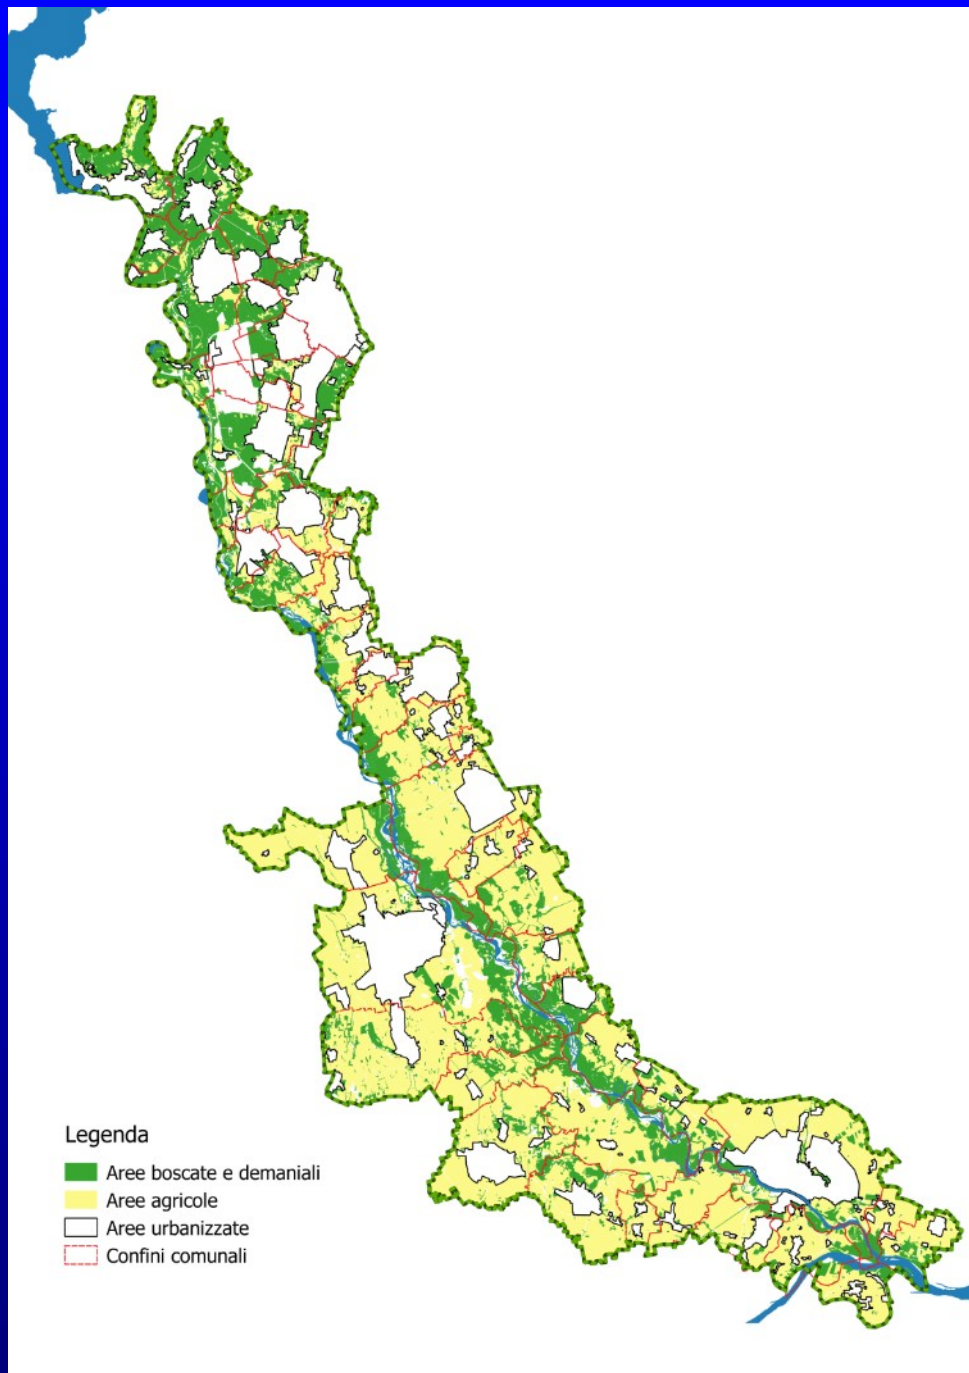 Legenda
Aree boscate e demaniali
Aree agricole
Aree urbanizzate
Confini comunali